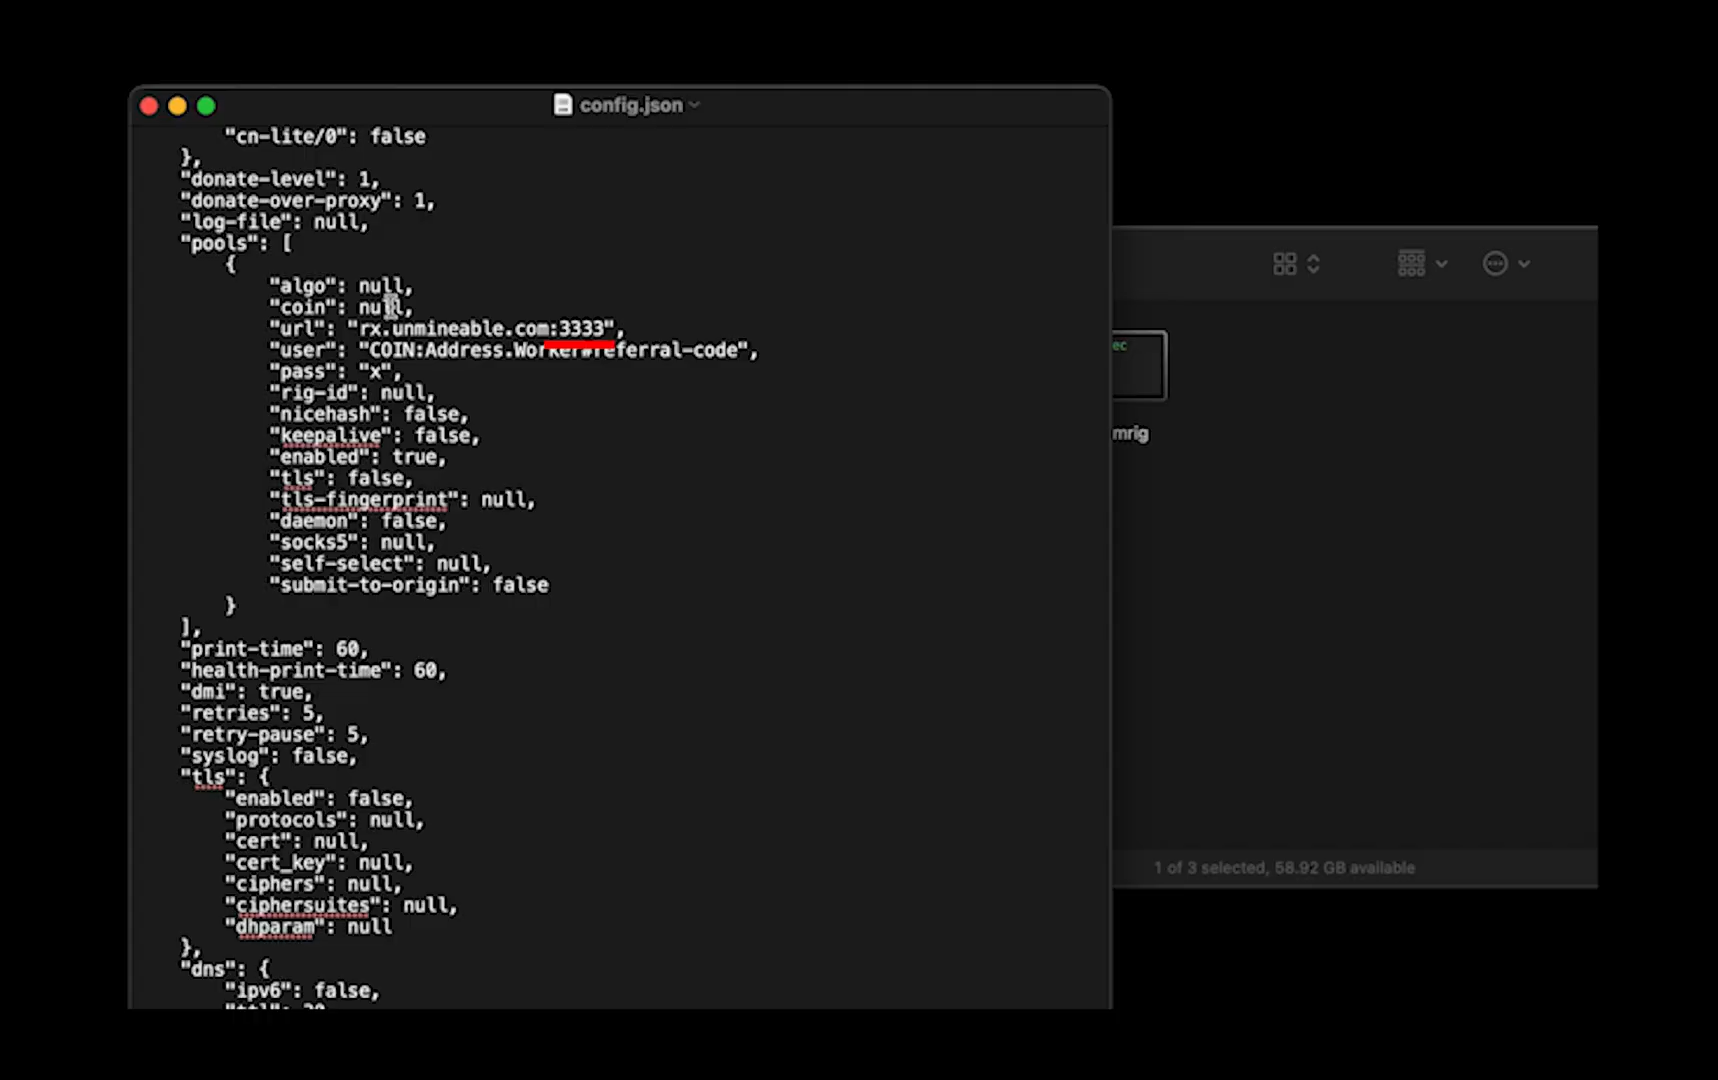 config.json
"cn-lite/0": false
},
"donate-level": 1,
"donate-over-proxy": 1,
"log-file": null,
"pools": [
{
"algo": null,
"coin": null,
"url": "rx.unmineable.com:3333",
"user": "COIN:Address.Worker#referral-code",
"pass": "x",
"rig-id": null,
"nicehash": false,
"keepalive": false,
"enabled": true,
"tls": false,
"tls-fingerprint": null,
"daemon": false,
"socks5": null,
"self-select": null,
"submit-to-origin": false
}
],
"print-time": 60,
"health-print-time": 60,
"dmi": true,
"retries": 5,
"retry-pause": 5,
"syslog": false,
"tls": {
"enabled": false,
"protocols": null,
"cert": null,
"cert_key": null,
"ciphers": null,
"ciphersuites": null,
"dhparam": null
},
"dns": {
"ipv6": false,
ec
mrig
1 of 3 selected, 58.92 GB available